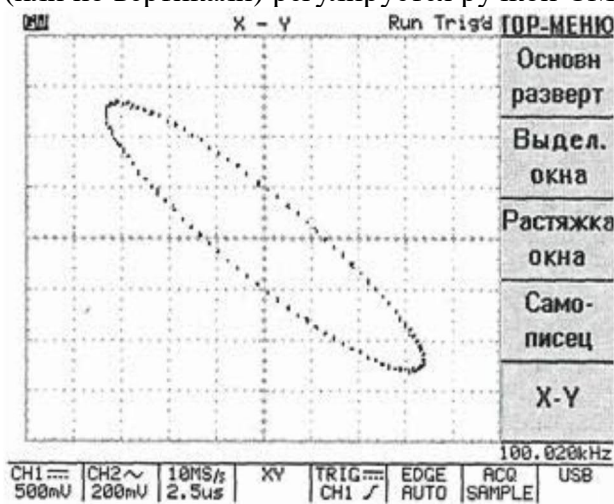 (или по вертикали) регулируется ручкой
X - Y Run Trig'd ГОР-МЕНЮ
Основн
разверт
Выдел.
окна
Растяжка
окна
Само-
писец
X-Y
100.020kHz
CH1 CH2~ 10MS/s XY TRIG EDGE ACQ USB
500mV 200mV 2.5us CH1 AUTO SAMPLE